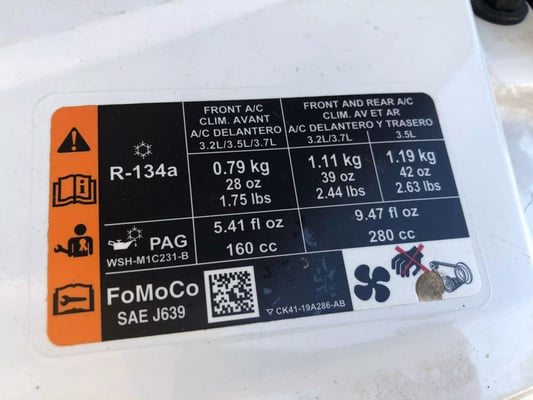 FRONT A/C
CLIM. AVANT
A/C DELANTERO
3.2L/3.5L/3.7L
FRONT AND REAR A/C
CLIM. AV ET AR
A/C DELANTERO Y TRASERO
3.2L/3.7L
3.5L
R-134a
0.79 kg
28 oz
1.75 lbs
1.11 kg
39 oz
2.44 lbs
1.19 kg
42 oz
2.63 lbs
PAG
WSH-M1C231-B
5.41 fl oz
160 cc
9.47 fl oz
280 cc
FoMoCo
SAE J639
▽ CK41-19A286-AB